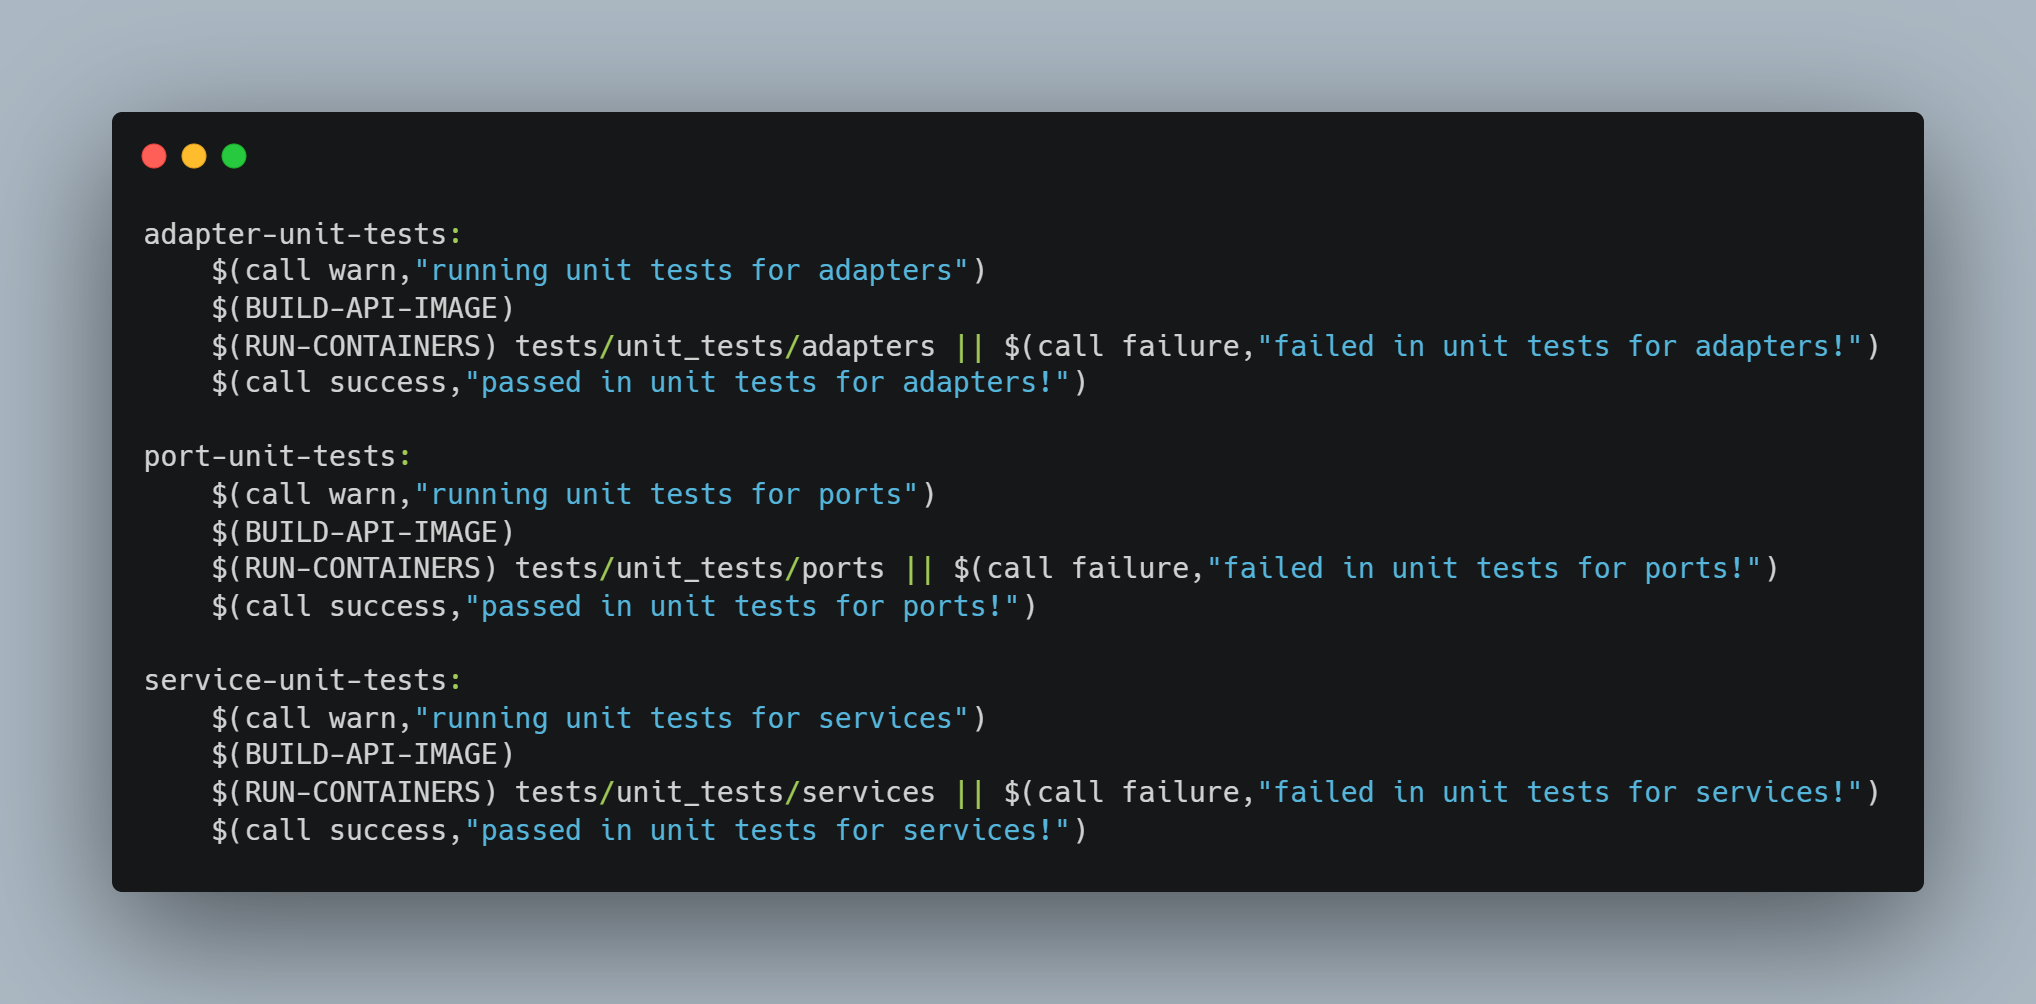 adapter-unit-tests:
    $(call warn,"running unit tests for adapters")
    $(BUILD-API-IMAGE)
    $(RUN-CONTAINERS) tests/unit_tests/adapters || $(call failure,"failed in unit tests for adapters!")
    $(call success,"passed in unit tests for adapters!")

port-unit-tests:
    $(call warn,"running unit tests for ports")
    $(BUILD-API-IMAGE)
    $(RUN-CONTAINERS) tests/unit_tests/ports || $(call failure,"failed in unit tests for ports!")
    $(call success,"passed in unit tests for ports!")

service-unit-tests:
    $(call warn,"running unit tests for services")
    $(BUILD-API-IMAGE)
    $(RUN-CONTAINERS) tests/unit_tests/services || $(call failure,"failed in unit tests for services!")
    $(call success,"passed in unit tests for services!")